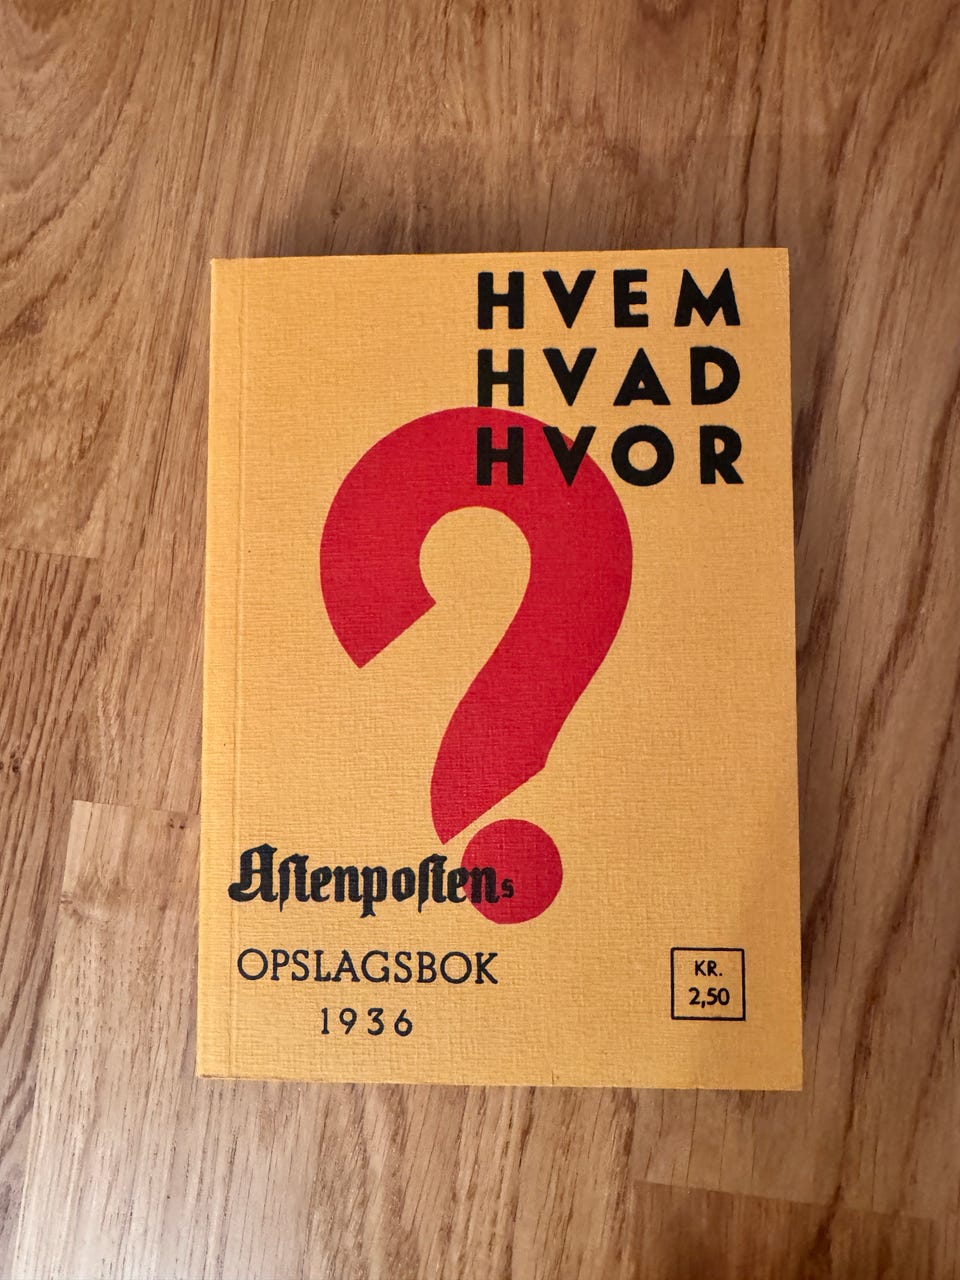 HVEM
HVAD
HVOR
Aftenpostens
OPSLAGSBOK
1936
KR.
2,50